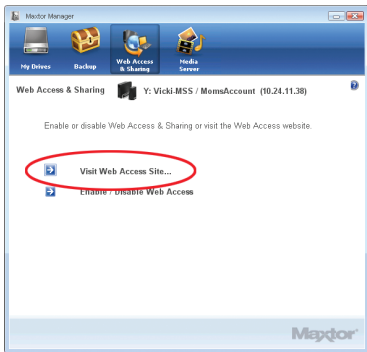 Maxtor Manager
My Drives
Backup
Web Access
& Sharing
Media
Server
Web Access & Sharing
Y: Vicki-MSS / MomsAccount (10.24.11.38)
Enable or disable Web Access & Sharing or visit the Web Access website.
Visit Web Access Site...
Enable / Disable Web Access
Maxtor